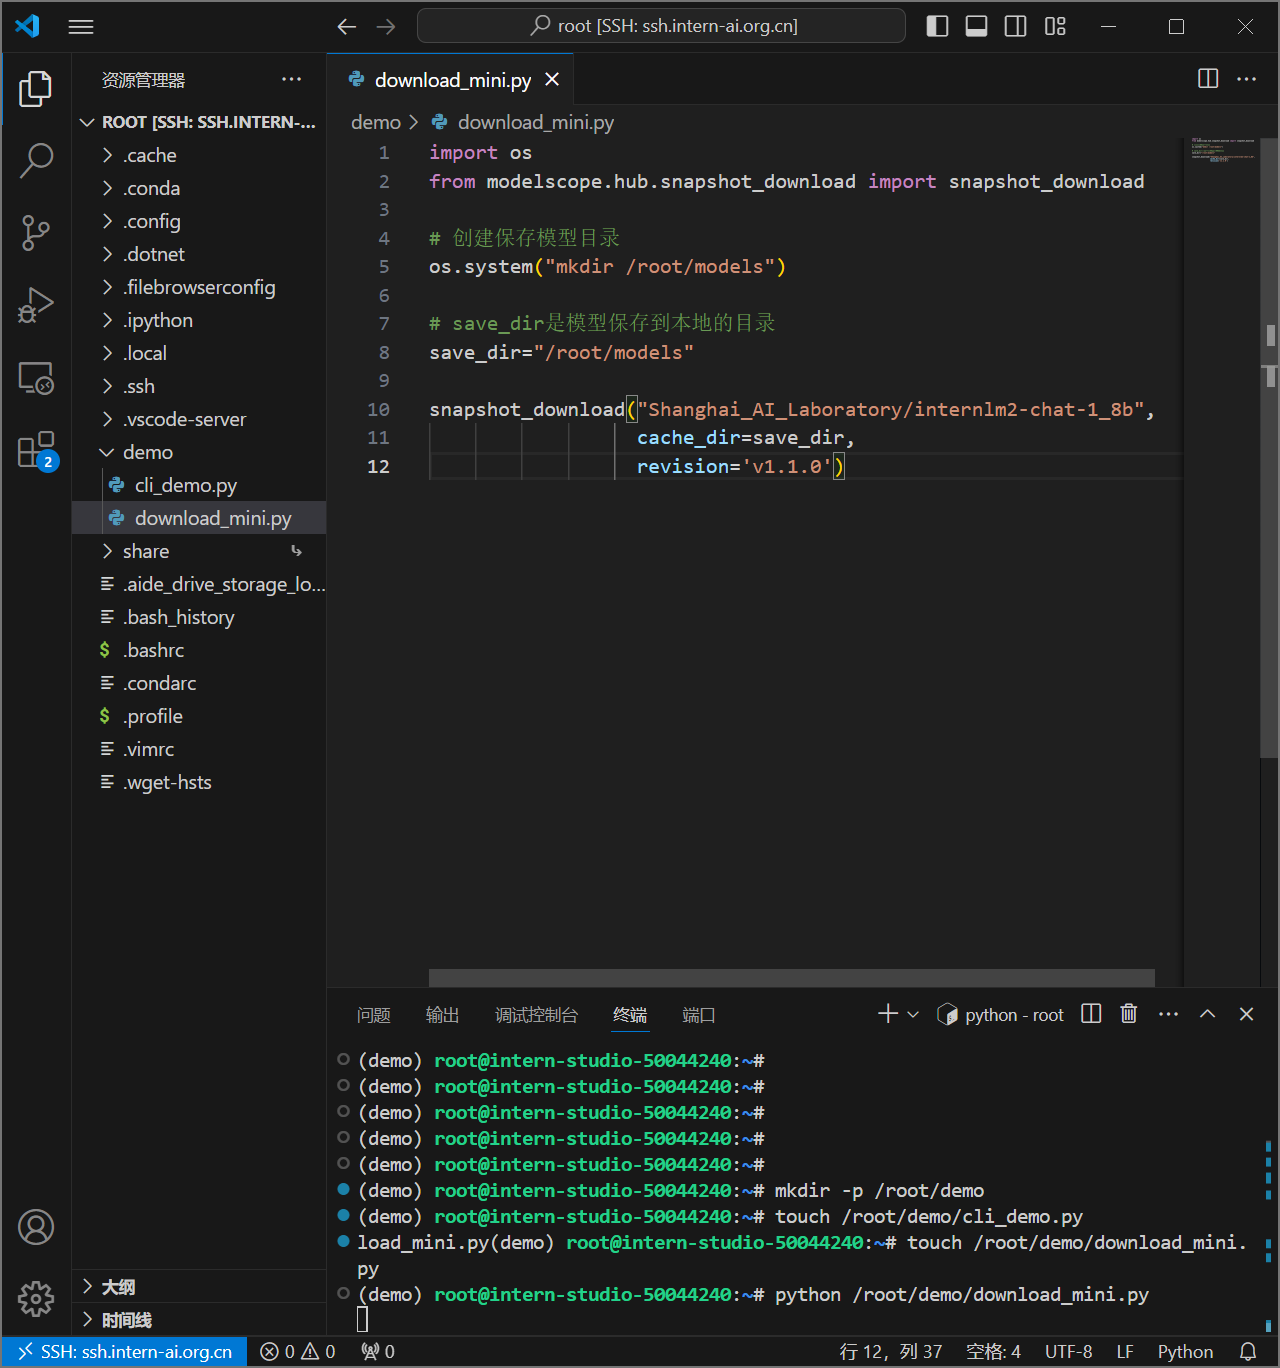 root [SSH: ssh.intern-ai.org.cn]
资源管理器
ROOT [SSH: SSH.INTERN-...
.cache
.conda
.config
.dotnet
.filebrowserconfig
.ipython
.local
.ssh
.vscode-server
demo
cli_demo.py
download_mini.py
share
.aide_drive_storage_lo...
.bash_history
$ .bashrc
.condarc
$ .profile
.vimrc
.wget-hsts
2
大纲
时间线
download_mini.py
demo > download_mini.py
1 import os
2 from modelscope.hub.snapshot_download import snapshot_download
3
4 # 创建保存模型目录
5 os.system("mkdir /root/models")
6
7 # save_dir是模型保存到本地的目录
8 save_dir="/root/models"
9
10 snapshot_download("Shanghai_AI_Laboratory/internlm2-chat-1_8b",
11 cache_dir=save_dir,
12 revision='v1.1.0')
问题 输出 调试控制台 终端 端口 python - root
(demo) root@intern-studio-50044240:~#
(demo) root@intern-studio-50044240:~#
(demo) root@intern-studio-50044240:~#
(demo) root@intern-studio-50044240:~#
(demo) root@intern-studio-50044240:~#
(demo) root@intern-studio-50044240:~# mkdir -p /root/demo
(demo) root@intern-studio-50044240:~# touch /root/demo/cli_demo.py
load_mini.py(demo) root@intern-studio-50044240:~# touch /root/demo/download_mini.
py
(demo) root@intern-studio-50044240:~# python /root/demo/download_mini.py
SSH: ssh.intern-ai.org.cn 0 0 0 行 12，列 37 空格: 4 UTF-8 LF Python